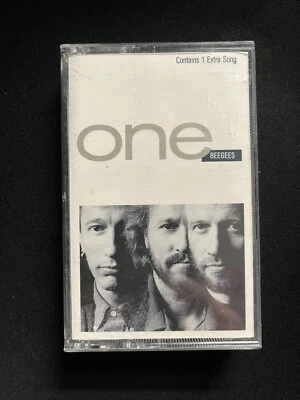 Contains 1 Extra Song
one
BEEGEES